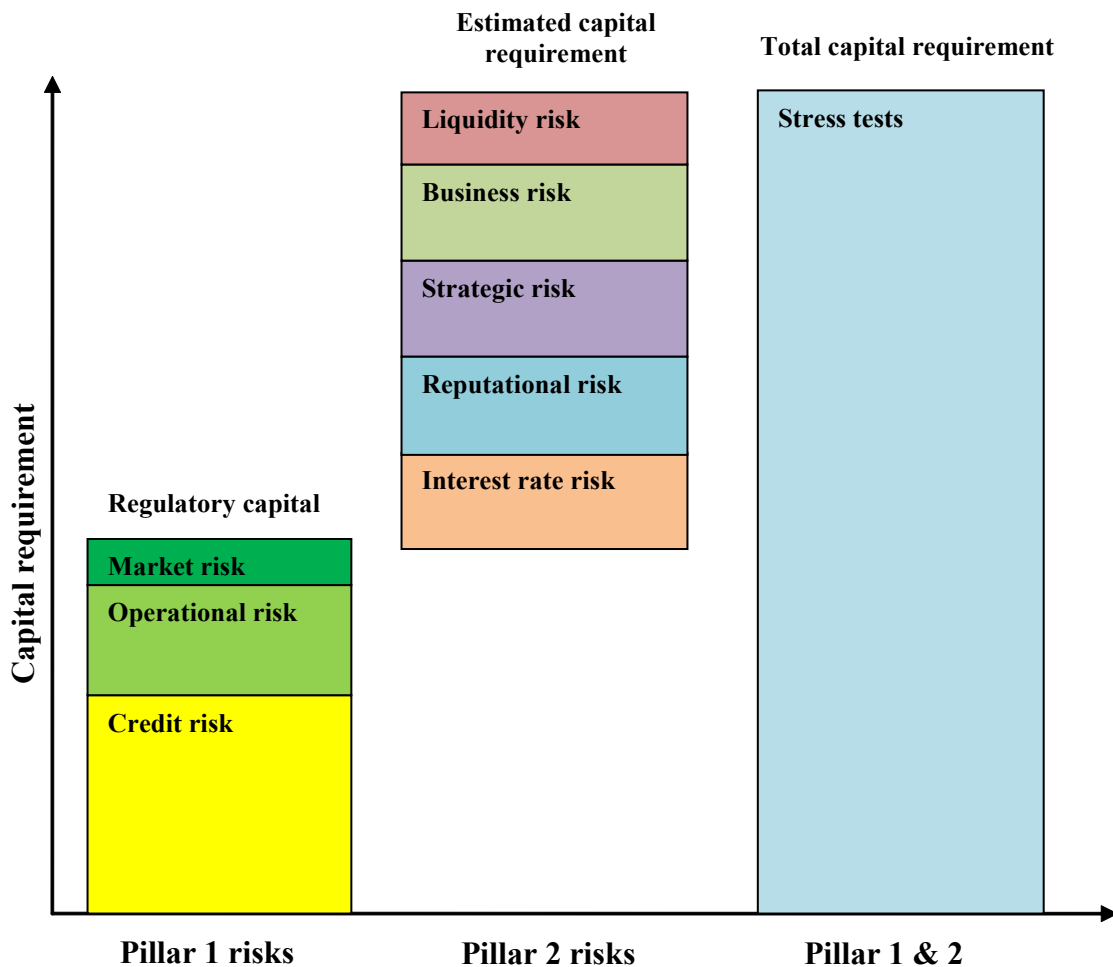 Estimated capital
requirement
Total capital requirement
Liquidity risk
Stress tests
Business risk
Strategic risk
Reputational risk
Interest rate risk
Regulatory capital
Market risk
Operational risk
Credit risk
Capital requirement
Pillar 1 risks
Pillar 2 risks
Pillar 1 & 2